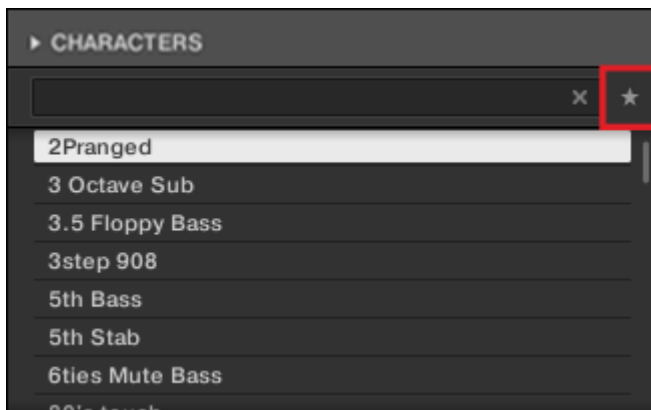 CHARACTERS
2Pranged
3 Octave Sub
3.5 Floppy Bass
3step 908
5th Bass
5th Stab
6ties Mute Bass